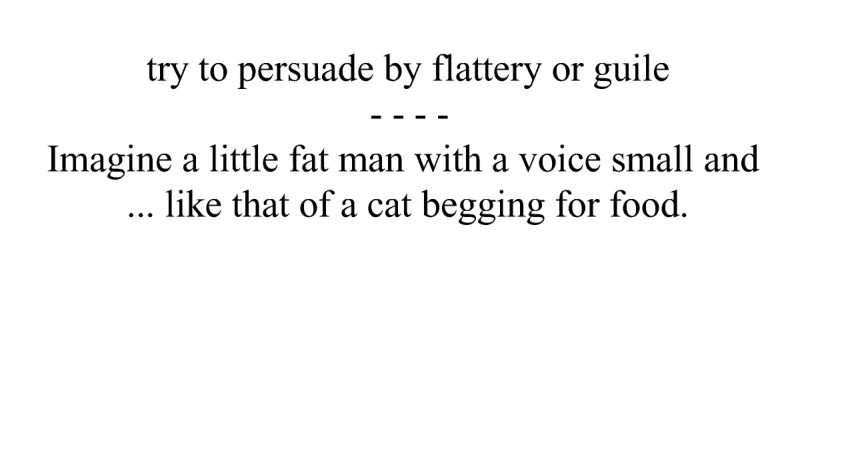 try to persuade by flattery or guile
- - - -
Imagine a little fat man with a voice small and
... like that of a cat begging for food.